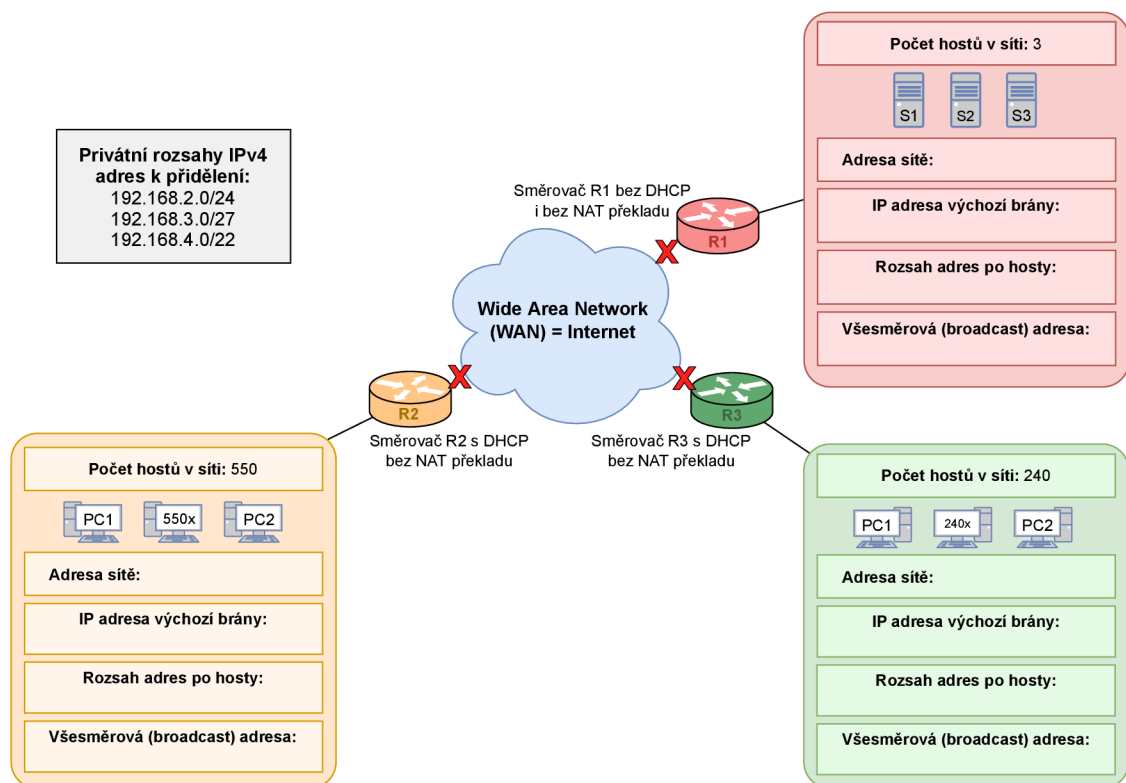 Privátní rozsahy IPv4
adres k přidělení:
192.168.2.0/24
192.168.3.0/27
192.168.4.0/22
Počet hostů v síti: 3
S1
S2
S3
Adresa sítě:
IP adresa výchozí brány:
Rozsah adres po hosty:
Všesměrová (broadcast) adresa:
Směrovač R1 bez DHCP
i bez NAT překladu
R1
X
Wide Area Network
(WAN) = Internet
X
X
R2
R3
Směrovač R2 s DHCP
bez NAT překladu
Směrovač R3 s DHCP
bez NAT překladu
Počet hostů v síti: 550
PC1
550x
PC2
Adresa sítě:
IP adresa výchozí brány:
Rozsah adres po hosty:
Všesměrová (broadcast) adresa:
Počet hostů v síti: 240
PC1
240x
PC2
Adresa sítě:
IP adresa výchozí brány:
Rozsah adres po hosty:
Všesměrová (broadcast) adresa: